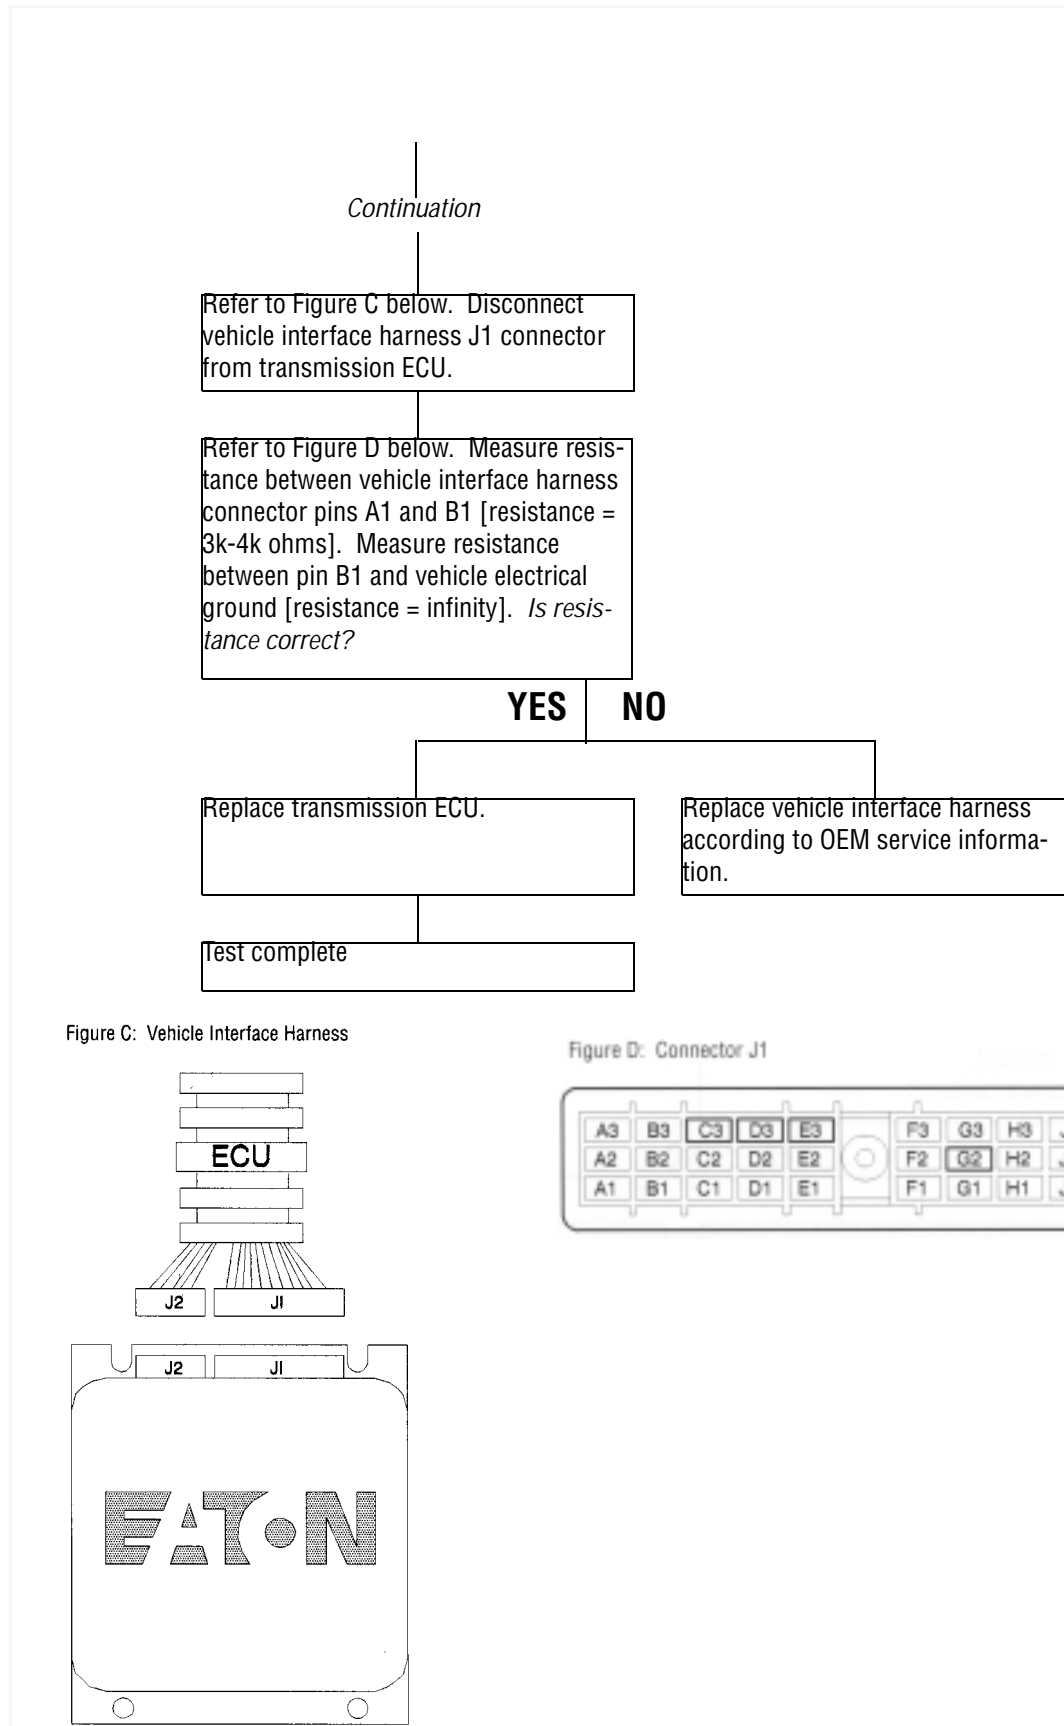 Continuation
Refer to Figure C below.  Disconnect
vehicle interface harness J1 connector
from transmission ECU.
Refer to Figure D below.  Measure resis-
tance between vehicle interface harness
connector pins A1 and B1 [resistance =
3k-4k ohms].  Measure resistance
between pin B1 and vehicle electrical
ground [resistance = infinity].  Is resis-
tance correct?
YES NO
Replace transmission ECU.
Replace vehicle interface harness
according to OEM service informa-
tion.
Test complete
Figure C:  Vehicle Interface Harness
ECU
J2 J1
J2 J1
EATON
Figure D:  Connector J1
A3 B3 C3 D3 E3 F3 G3 H3
A2 B2 C2 D2 E2 F2 G2 H2
A1 B1 C1 D1 E1 F1 G1 H1